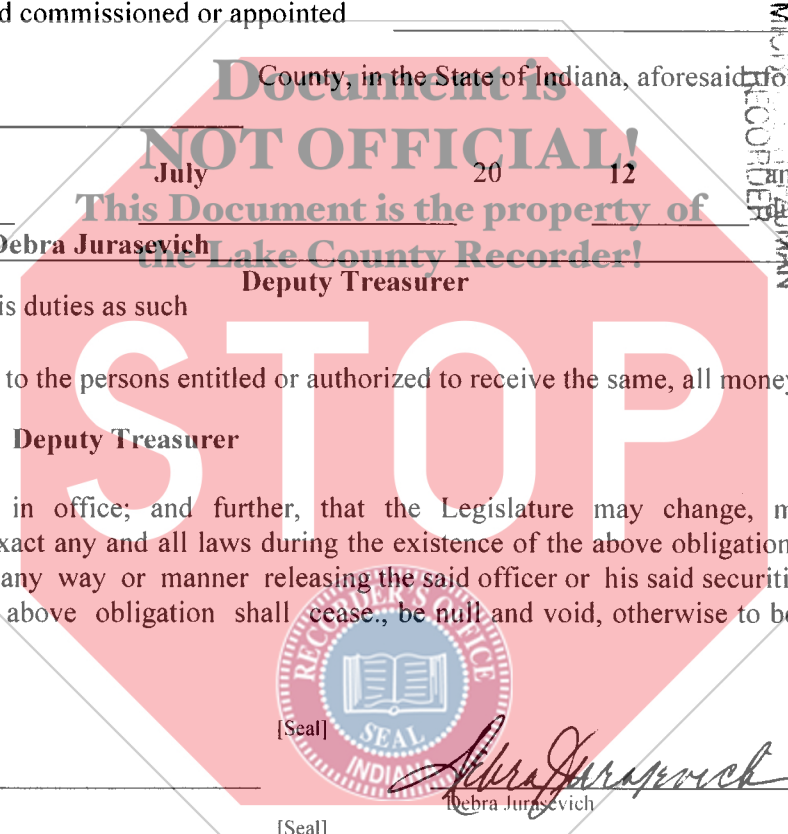 d commissioned or appointed
County, in the State of Indiana, aforesaid, fo
Document is
NOT OFFICIAL!
July 20 12 an
This Document is the property of
Debra Jurasevich
the Lake County Recorder!
Deputy Treasurer
is duties as such
STOP
to the persons entitled or authorized to receive the same, all money
Deputy Treasurer
in office; and further, that the Legislature may change, m
xact any and all laws during the existence of the above obligation
any way or manner releasing the said officer or his said securiti
above obligation shall cease., be null and void, otherwise to be
RECORDER'S OFFICE
SEAL
INDIANA
[Seal]
Debra Jurasevich
Debra Jurasevich
[Seal]
RECORDER